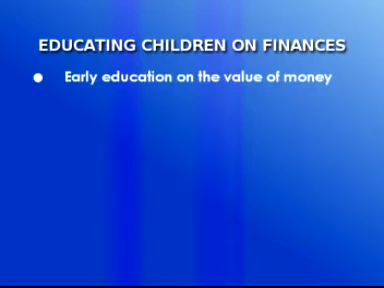 EDUCATING CHILDREN ON FINANCES
● Early education on the value of money